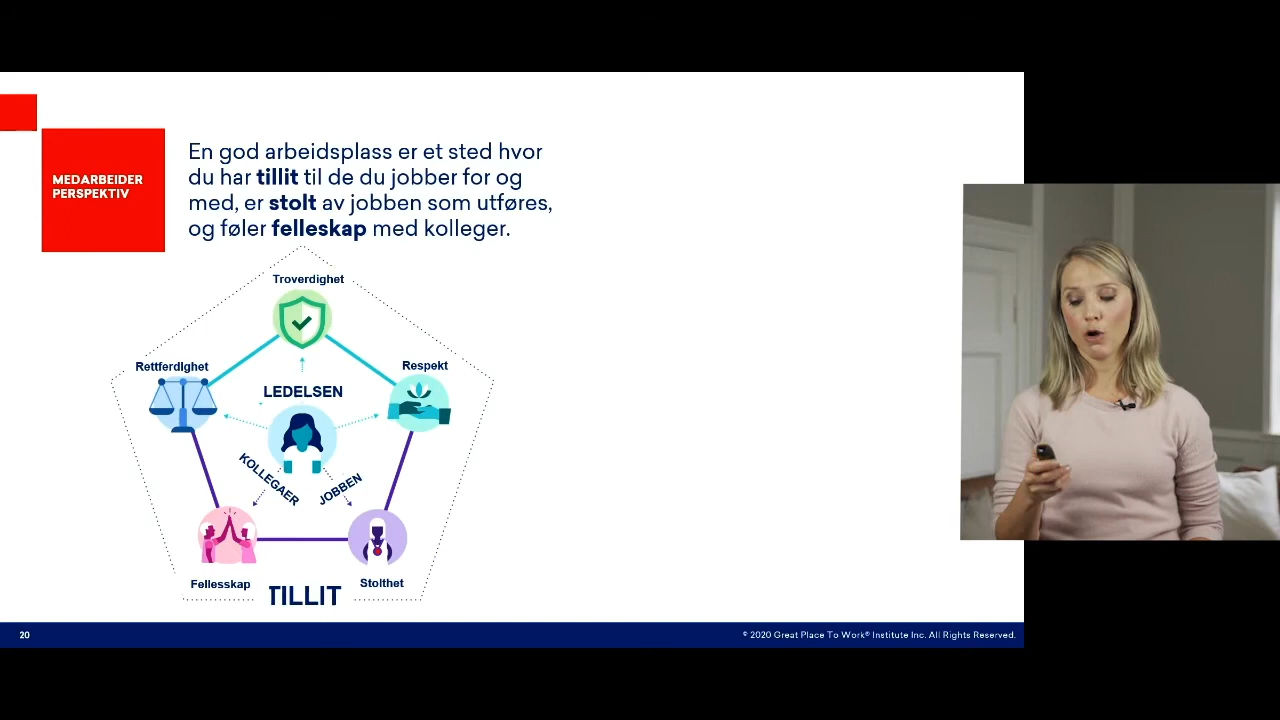 MEDARBEIDER
PERSPEKTIV
En god arbeidsplass er et sted hvor
du har tillit til de du jobber for og
med, er stolt av jobben som utføres,
og føler felleskap med kolleger.
Troverdighet
Rettferdighet
Respekt
LEDELSEN
KOLLEGAER
JOBBEN
Fellesskap
TILLIT
Stolthet
20
© 2020 Great Place To Work® Institute Inc. All Rights Reserved.